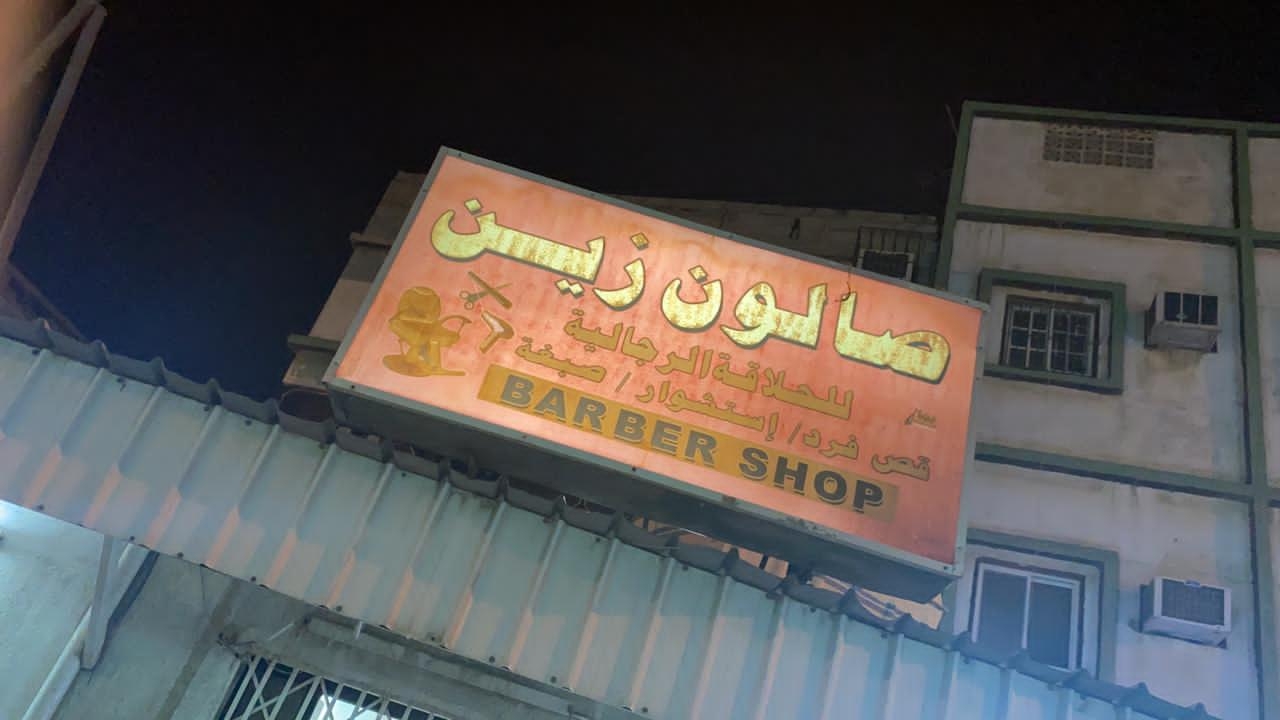 صالون زين
للحلاقة الرجالية
قص فرد/ إستشوار / صبغة
BARBER SHOP